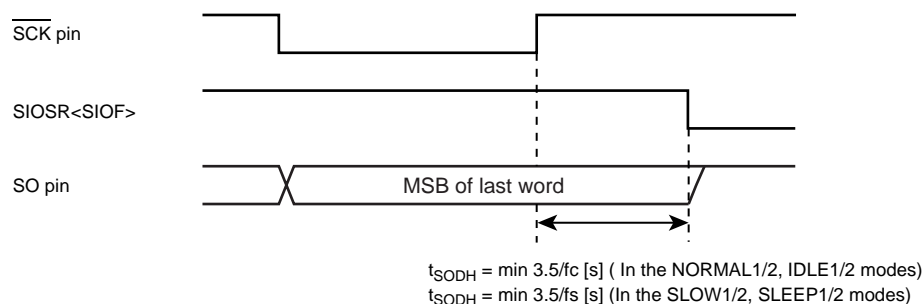 SCK pin
SIOSR<SIOF>
SO pin
MSB of last word
tSODH = min 3.5/fc [s] ( In the NORMAL1/2, IDLE1/2 modes)
tSODH = min 3.5/fs [s] (In the SLOW1/2, SLEEP1/2 modes)